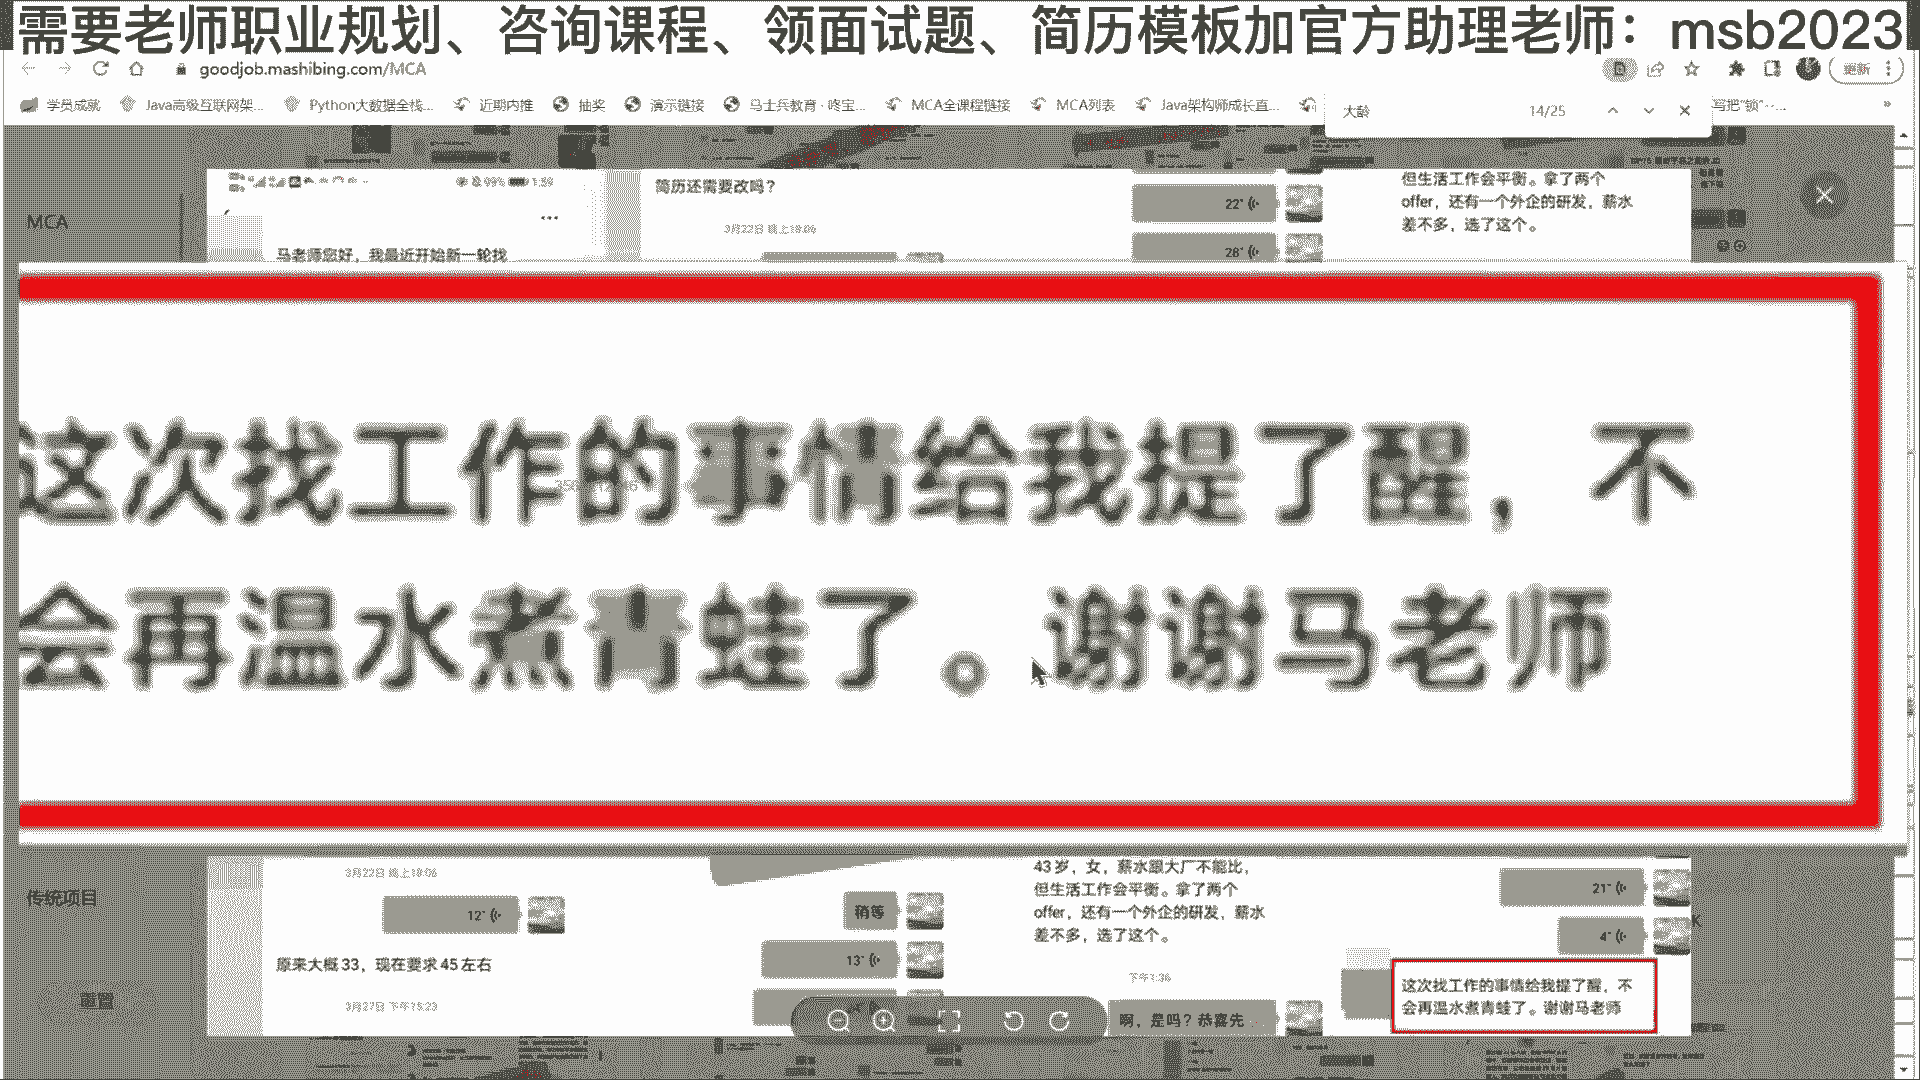 需要老师职业规划、咨询课程、领面试题、简历模板加官方助理老师：msb2023
goodjob.mashibing.com/MCA
更新
学员成就
Java高级互联网架...
Python大数据全栈...
近期内推
抽奖
演示链接
马士兵教育 · 咚宝...
MCA全课程链接
MCA列表
Java架构师成长直...
写把“锁”-...
»
大龄
14/25
MCA
99%
1:59
马老师您好，我最近开始新一轮找
简历还需要改吗？
3月22日 晚上18:06
22"
28"
但生活工作会平衡。拿了两个
offer，还有一个外企的研发，薪水
差不多，选了这个。
这次找工作的事情给我提了醒，不
会再温水煮青蛙了。谢谢马老师
传统项目
重置
3月22日 晚上18:06
12"
原来大概 33，现在要求 45 左右
3月27日 下午15:23
稍等
13"
43 岁，女，薪水跟大厂不能比，
但生活工作会平衡。拿了两个
offer，还有一个外企的研发，薪水
差不多，选了这个。
下午1:36
啊，是吗？恭喜先
21"
4"
这次找工作的事情给我提了醒，不
会再温水煮青蛙了。谢谢马老师